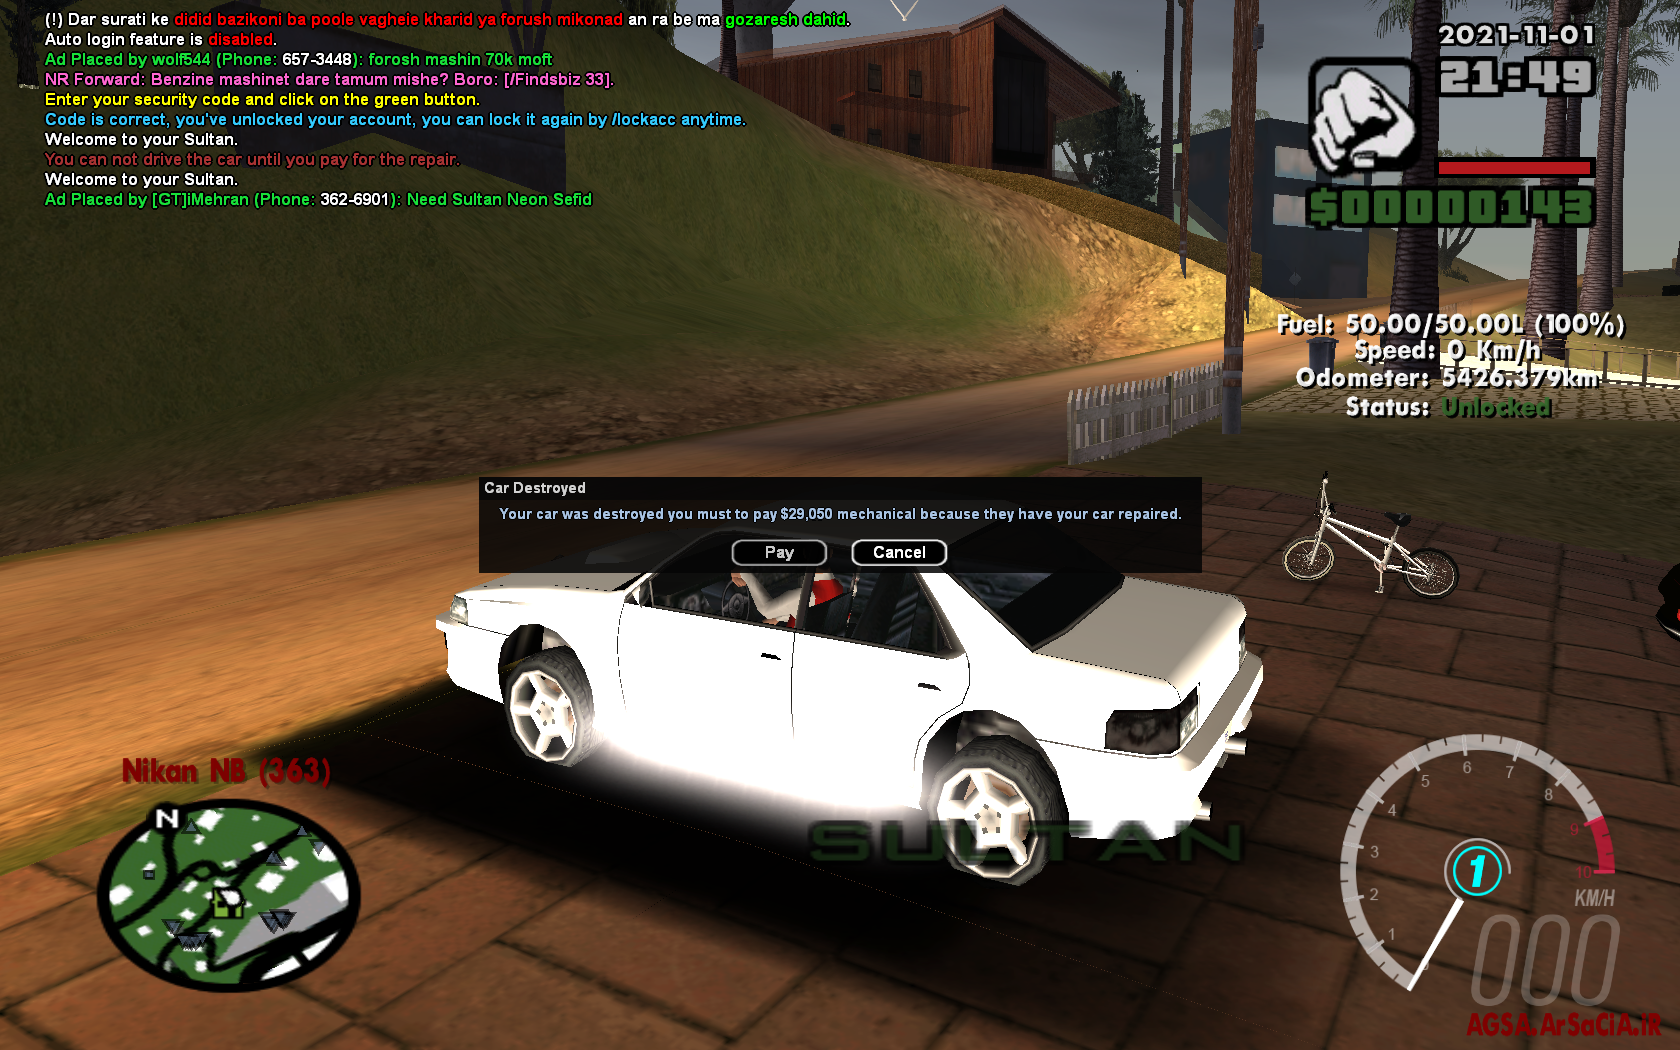 (!) Dar surati ke didid bazikoni ba poole vagheie kharid ya forush mikonad an ra be ma gozaresh dahid.
Auto login feature is disabled.
Ad Placed by wolf544 (Phone: 657-3448): forosh mashin 70k moft
NR Forward: Benzine mashinet dare tamum mishe? Boro: [/Findsbiz 33].
Enter your security code and click on the green button.
Code is correct, you've unlocked your account, you can lock it again by /lockacc anytime.
Welcome to your Sultan.
You can not drive the car until you pay for the repair.
Welcome to your Sultan.
Ad Placed by [GT]iMehran (Phone: 362-6901): Need Sultan Neon Sefid
2021-11-01
21:49
$00000143
Fuel: 50.00/50.00L (100%)
Speed: 0 Km/h
Odometer: 5426.379km
Status: Unlocked
Car Destroyed
Your car was destroyed you must to pay $29,050 mechanical because they have your car repaired.
Pay Cancel
Nikan NB (363)
N
SULTAN
1 2 3 4 5 6 7 8 9 10
1
KM/H
000
AGSA.ArSaCiA.iR